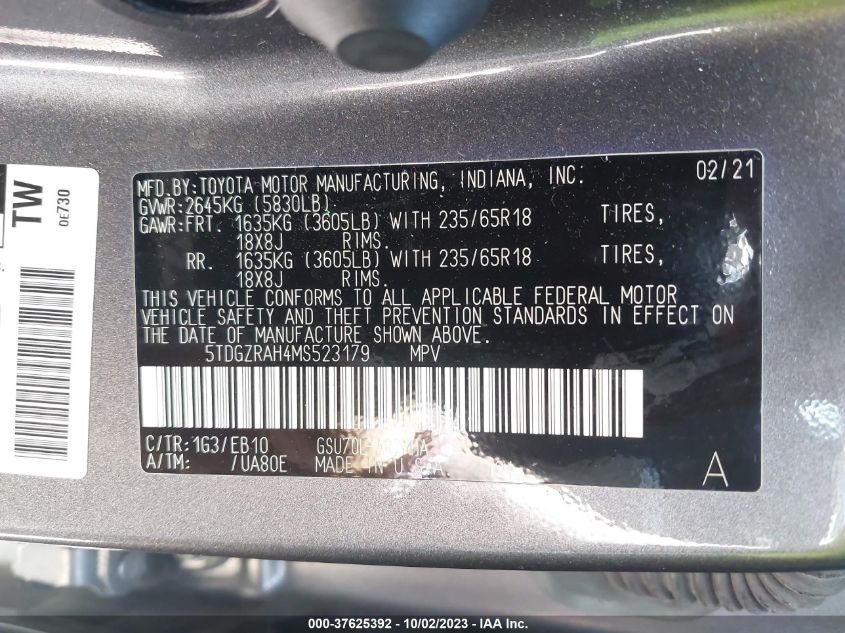 TW
0E730
MFD.BY:TOYOTA MOTOR MANUFACTURING, INDIANA, INC. 02/21
GVWR:2645KG (5830LB)
GAWR:FRT. 1635KG (3605LB) WITH 235/65R18 TIRES,
18X8J RIMS.
RR. 1635KG (3605LB) WITH 235/65R18 TIRES,
18X8J RIMS.
THIS VEHICLE CONFORMS TO ALL APPLICABLE FEDERAL MOTOR
VEHICLE SAFETY AND THEFT PREVENTION STANDARDS IN EFFECT ON
THE DATE OF MANUFACTURE SHOWN ABOVE.
5TDGZRAH4MS523179 MPV
C/TR:1G3/EB10
A/TM: /UA80E MADE IN U.S.A. A
000-37625392 - 10/02/2023 - IAA Inc.